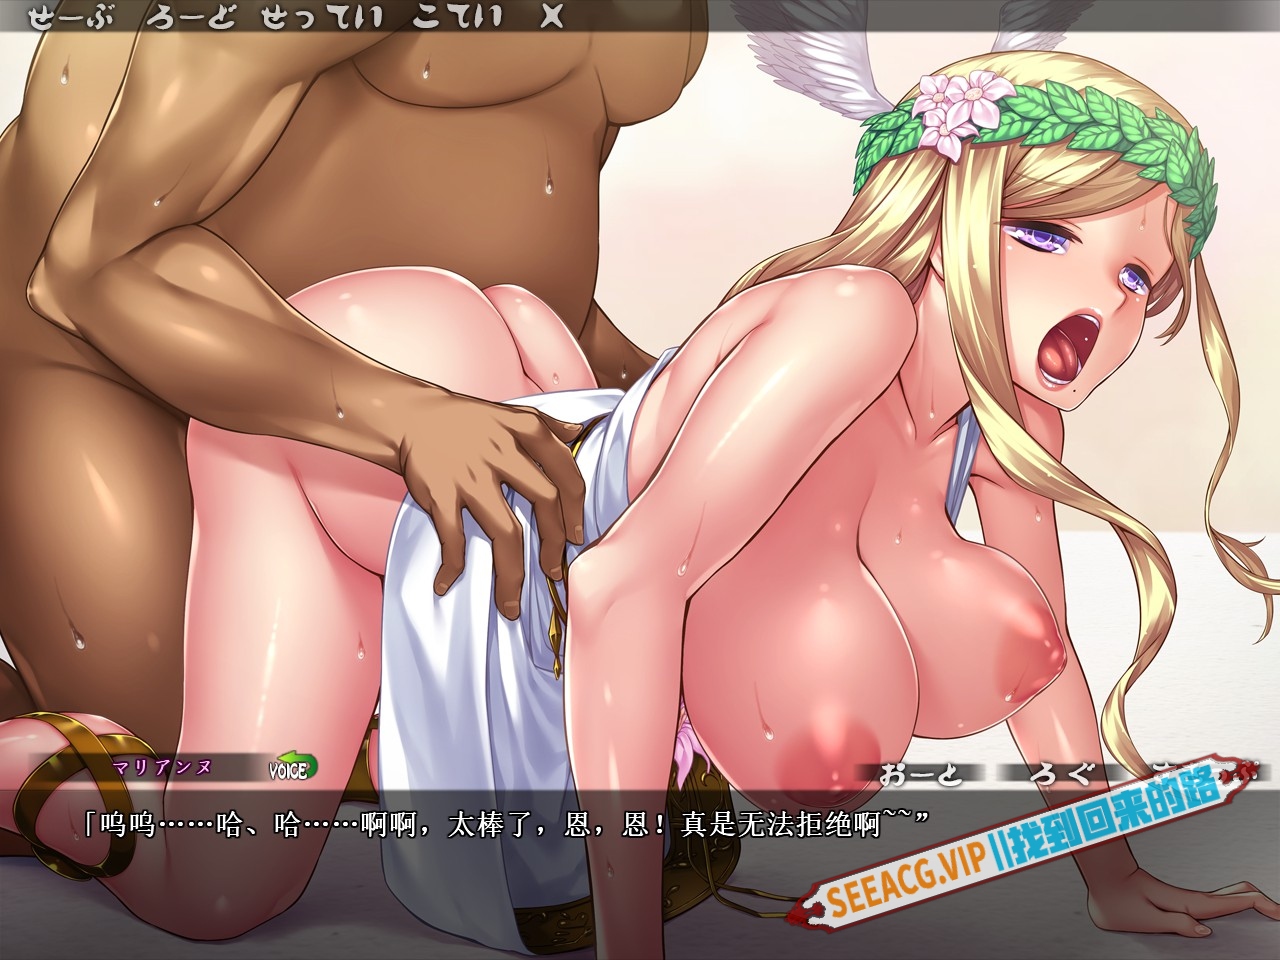 せーぶ ろーど せってい こてい X
マリアンヌ VOICE
おーと ろぐ
「呜呜……哈、哈……啊啊，太棒了，恩，恩！真是无法拒绝啊~~”
SEEACG.VIP||找到回来的路